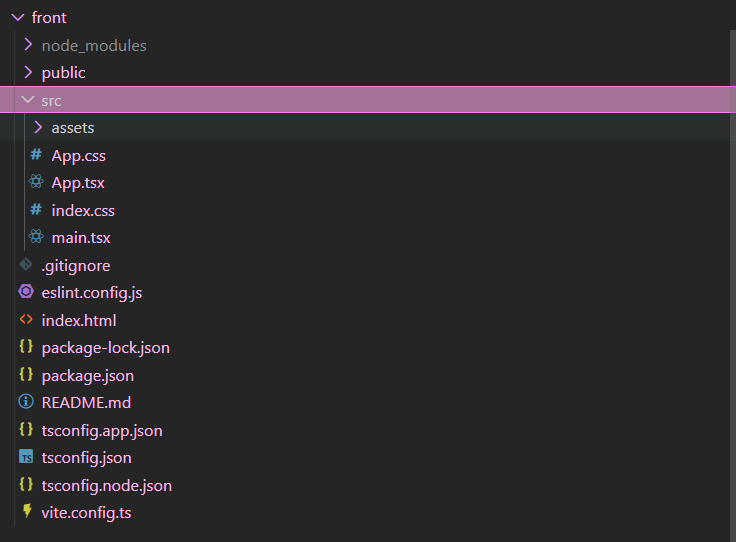 front
node_modules
public
src
assets
# App.css
App.tsx
# index.css
main.tsx
.gitignore
eslint.config.js
<> index.html
{} package-lock.json
{} package.json
README.md
{} tsconfig.app.json
TS tsconfig.json
{} tsconfig.node.json
vite.config.ts